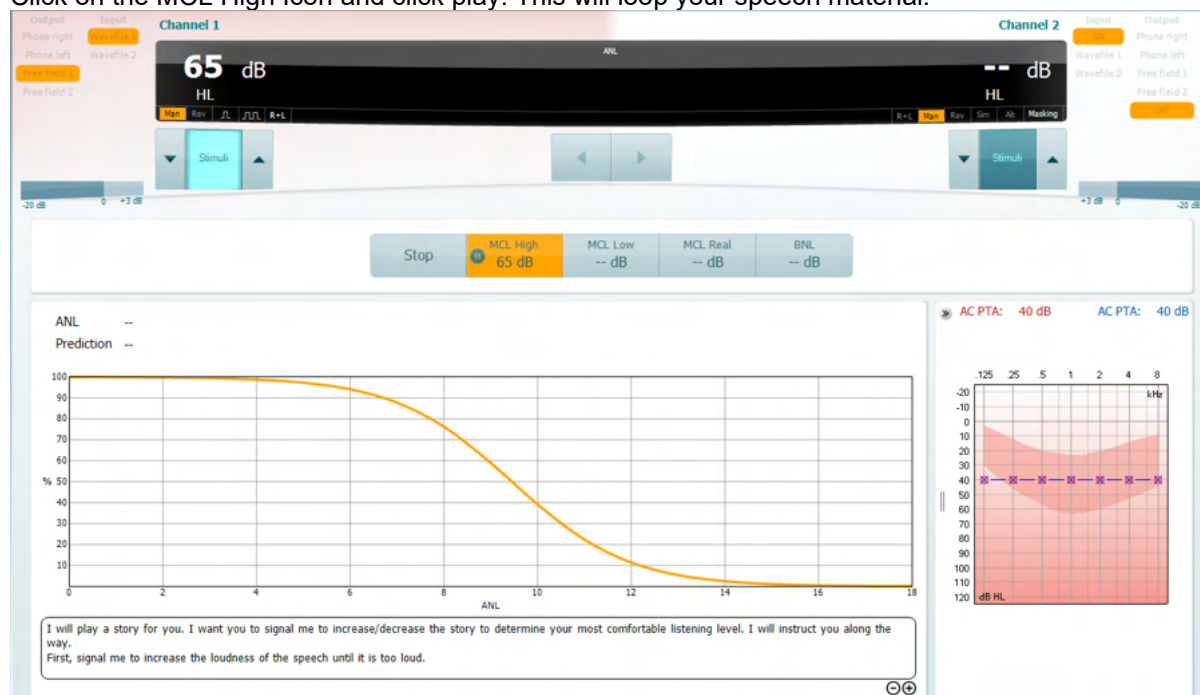 Click on the MCL High icon and click play. This will loop your speech material.
Output Input Channel 1 Channel 2 Input Output
Phone right Wavefile 1 SN Phone right
Phone left Wavefile 2 Wavefile 1 Phone left
Free field 1 Wavefile 2 Free field 1
Free field 2 Free field 2
Off
ANL
65 dB -- dB
HL HL
Man Rev R+L R+L Man Rev Sim Alt Masking
Stimuli Stimuli
-20 dB 0 +3 dB +3 dB 0 -20 dB
Stop MCL High MCL Low MCL Real BNL
65 dB -- dB -- dB -- dB
ANL --
Prediction --
AC PTA: 40 dB AC PTA: 40 dB
100
90
80
70
60
% 50
40
30
20
10
0 2 4 6 8 10 12 14 16 18
ANL
.125 .25 .5 1 2 4 8
kHz
-20
-10
0
10
20
30
40
50
60
70
80
90
100
110
120 dB HL
I will play a story for you. I want you to signal me to increase/decrease the story to determine your most comfortable listening level. I will instruct you along the
way.
First, signal me to increase the loudness of the speech until it is too loud.